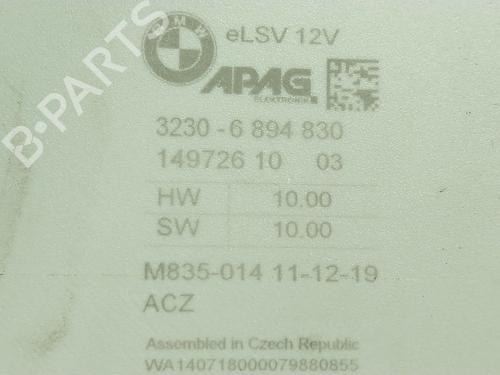 BMW
eLSV 12V
APAG
ELEKTRONIK
3230 - 6 894 830
149726 10 03
HW 10.00
SW 10.00
M835-014 11-12-19
ACZ
Assembled in Czech Republic
WA140718000079880855
B-PARTS